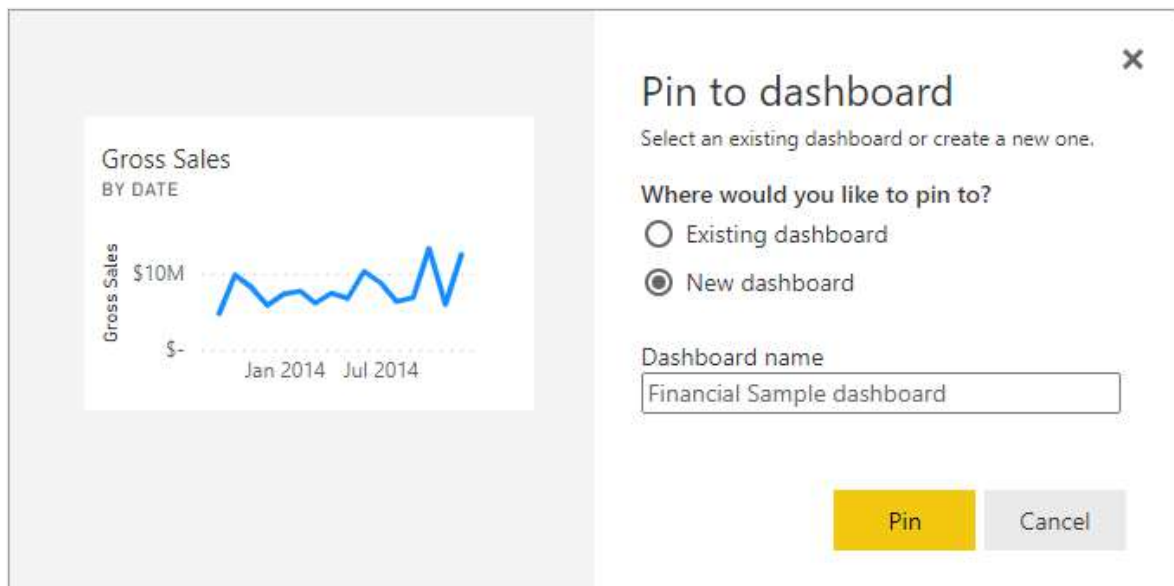 Gross Sales
BY DATE
Gross Sales
$10M
$-
Jan 2014 Jul 2014
Pin to dashboard
Select an existing dashboard or create a new one.
Where would you like to pin to?
Existing dashboard
New dashboard
Dashboard name
Financial Sample dashboard
Pin Cancel